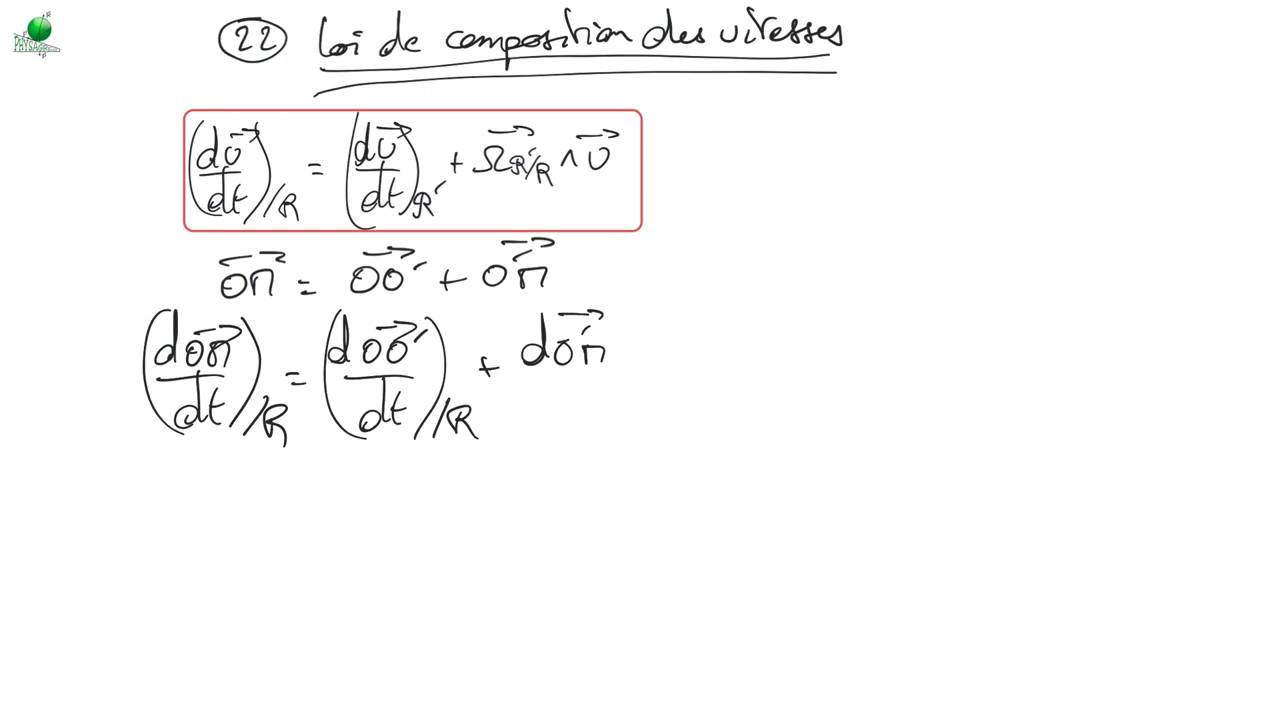 22 Loi de composition des vitesses
(dU⃗/dt)/R = (dU⃗/dt)R' + Ω⃗R'/R ∧ U⃗
OM⃗ = OO'⃗ + O'M⃗
(dOM⃗/dt)/R = (dOO'⃗/dt)/R + dO'M⃗